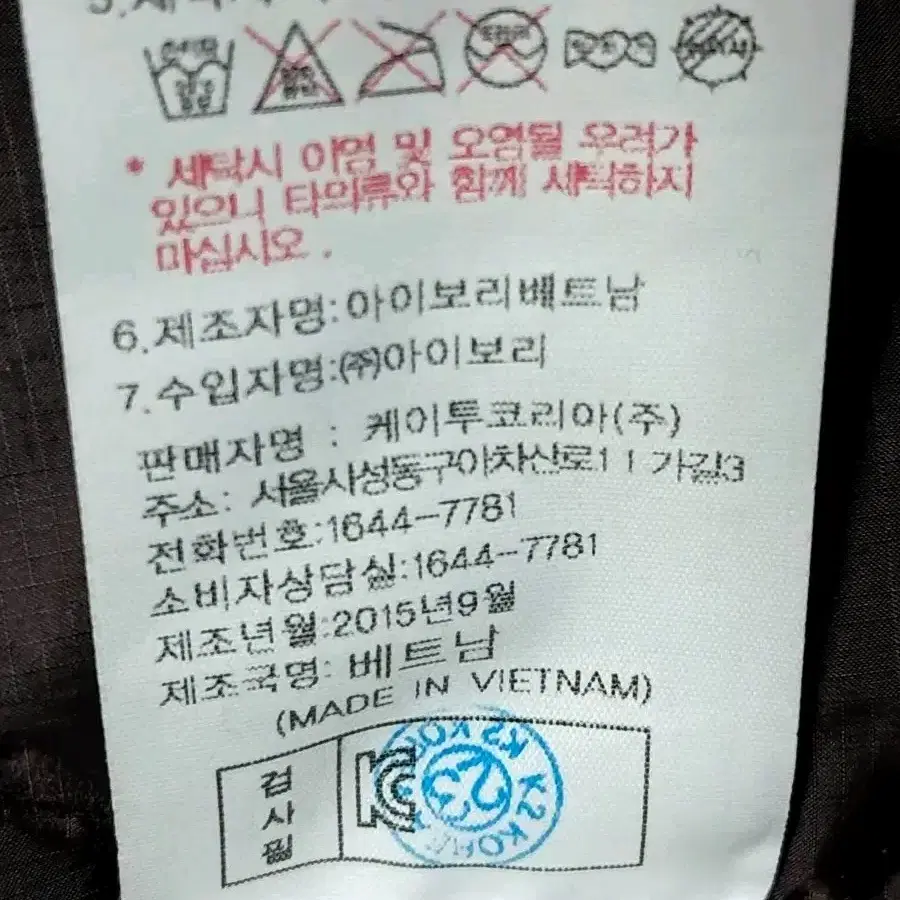 * 세탁시 이염 및 오염될 우려가
있으니 타의류와 함께 세탁하지
마십시오 .
6.제조자명:아이보리베트남
7.수입자명:(주)아이보리
판매자명 : 케이투코리아(주)
주소: 서울시성동구아차산로11가길3
전화번호:1644-7781
소비자상담실:1644-7781
제조년월:2015년9월
제조국명: 베트남
(MADE IN VIETNAM)
검
사
필
K2 KOREA